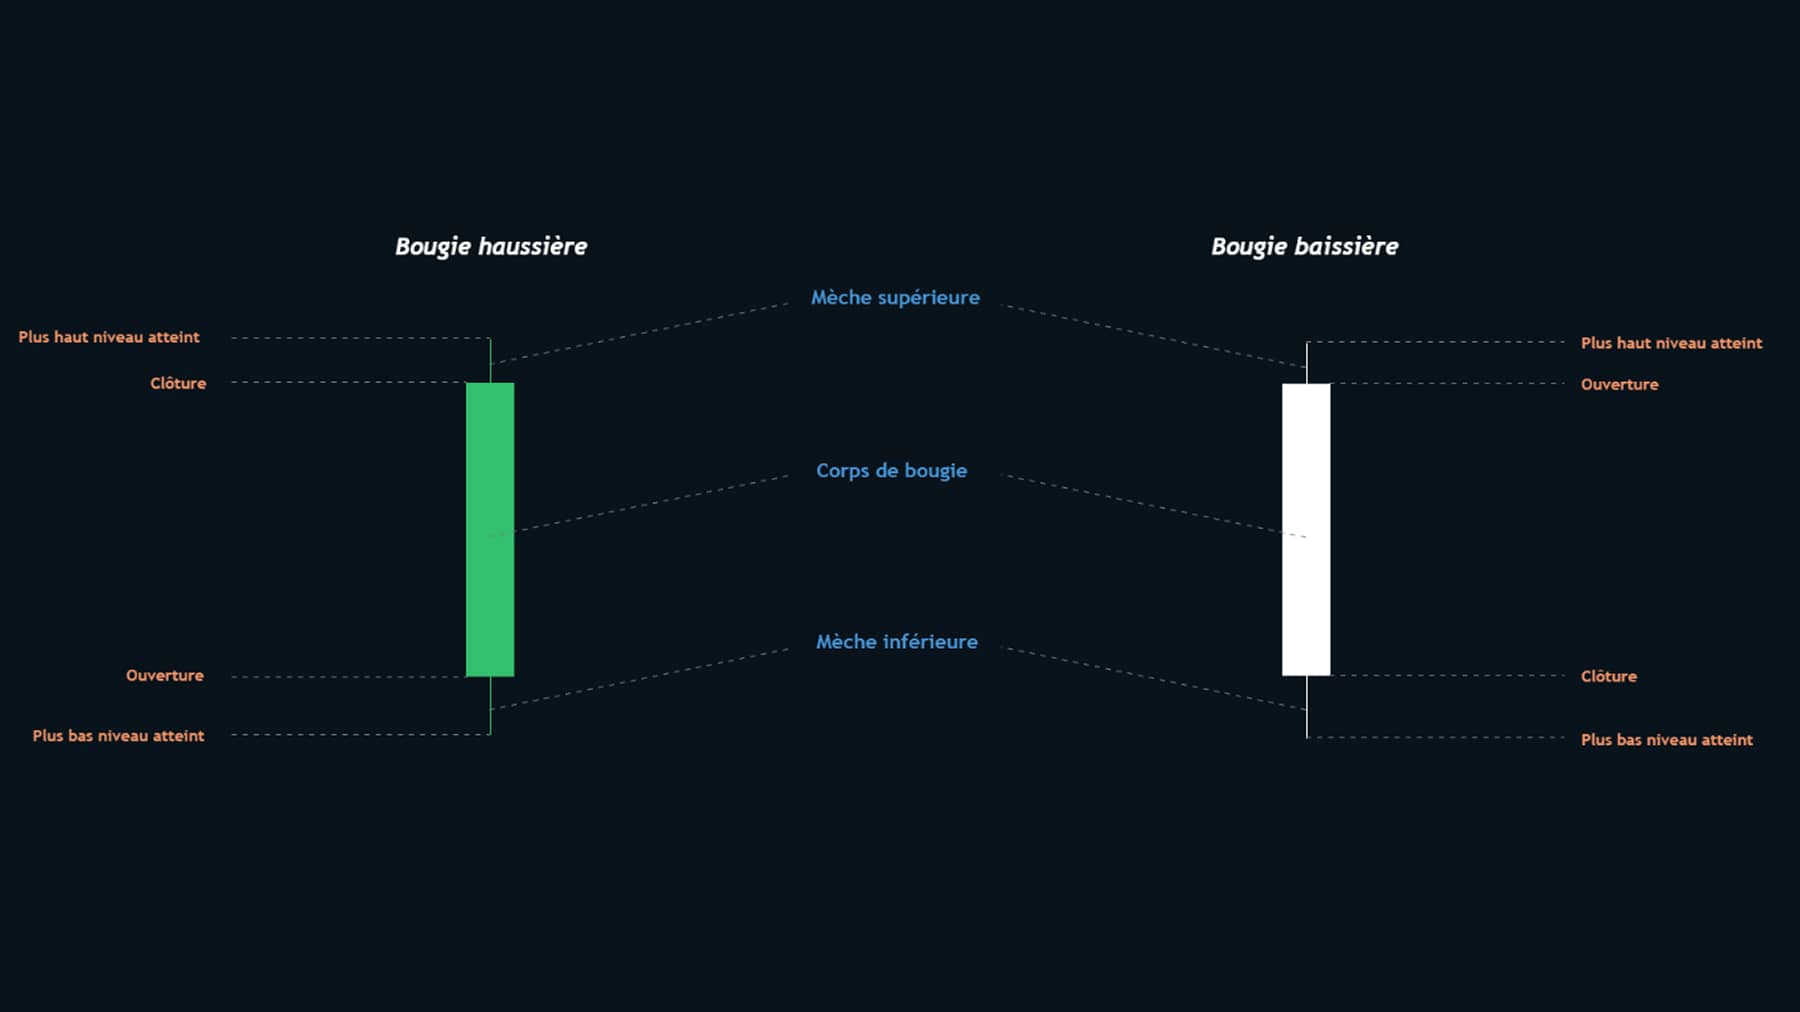 Bougie haussière
Bougie baissière
Mèche supérieure
Plus haut niveau atteint
Plus haut niveau atteint
Clôture
Ouverture
Corps de bougie
Mèche inférieure
Ouverture
Clôture
Plus bas niveau atteint
Plus bas niveau atteint